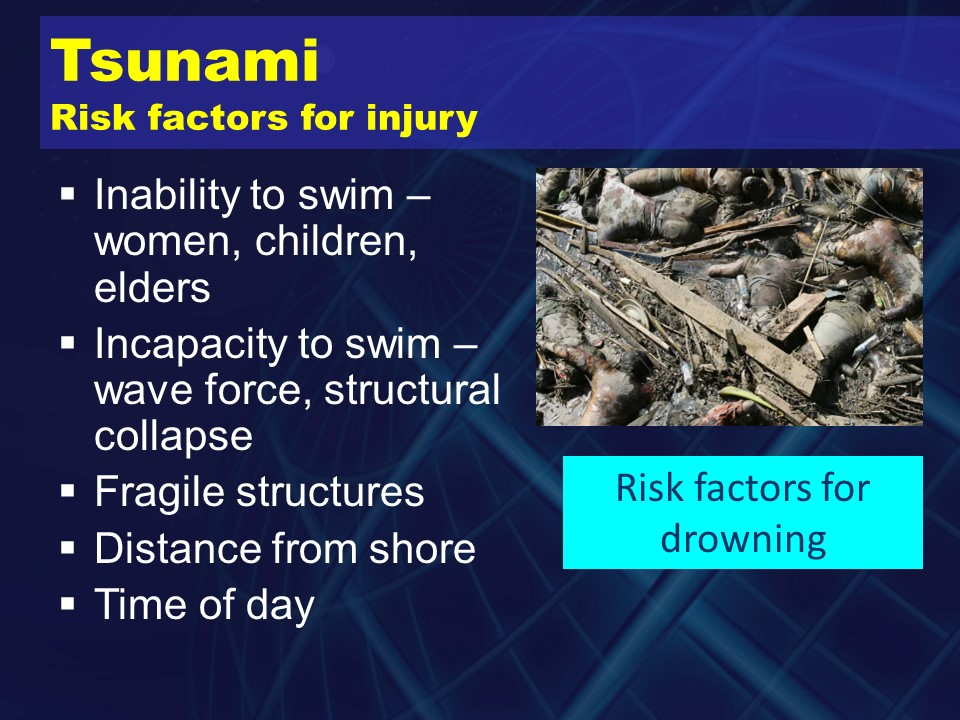 Tsunami
Risk factors for injury
▪ Inability to swim –
women, children,
elders
▪ Incapacity to swim –
wave force, structural
collapse
▪ Fragile structures
▪ Distance from shore
▪ Time of day
Risk factors for
drowning